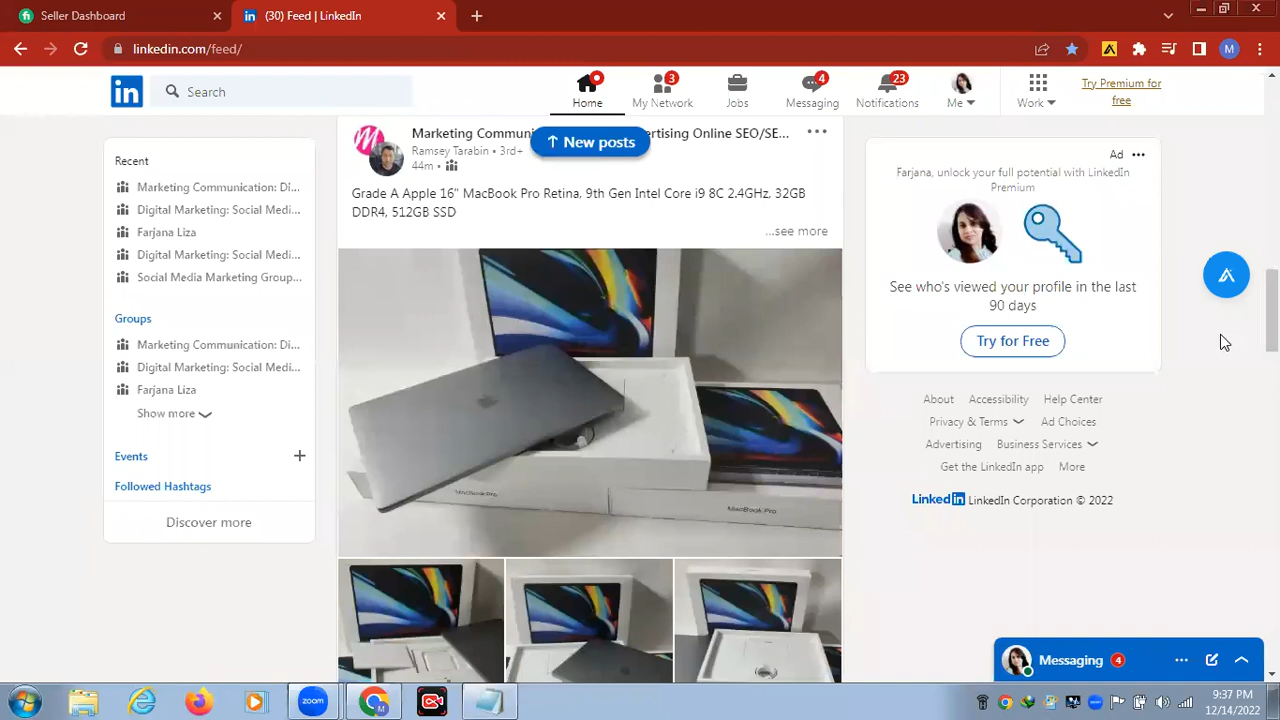 Seller Dashboard
(30) Feed | LinkedIn
linkedin.com/feed/
M
in
Search
Home
3
My Network
Jobs
4
Messaging
23
Notifications
Me
Work
Try Premium for
free
Recent
Marketing Communication: Di...
Digital Marketing: Social Medi...
Farjana Liza
Digital Marketing: Social Medi...
Social Media Marketing Group...
Groups
Marketing Communication: Di...
Digital Marketing: Social Medi...
Farjana Liza
Show more
Events
Followed Hashtags
Discover more
New posts
Ramsey Tarabin • 3rd+
44m •
Grade A Apple 16" MacBook Pro Retina, 9th Gen Intel Core i9 8C 2.4GHz, 32GB
DDR4, 512GB SSD
...see more
MacBook Pro
MacBook Pro
Ad
Farjana, unlock your full potential with LinkedIn
Premium
See who's viewed your profile in the last
90 days
Try for Free
About Accessibility Help Center
Privacy & Terms Ad Choices
Advertising Business Services
Get the LinkedIn app More
LinkedIn LinkedIn Corporation © 2022
Messaging 4
zoom
9:37 PM
12/14/2022